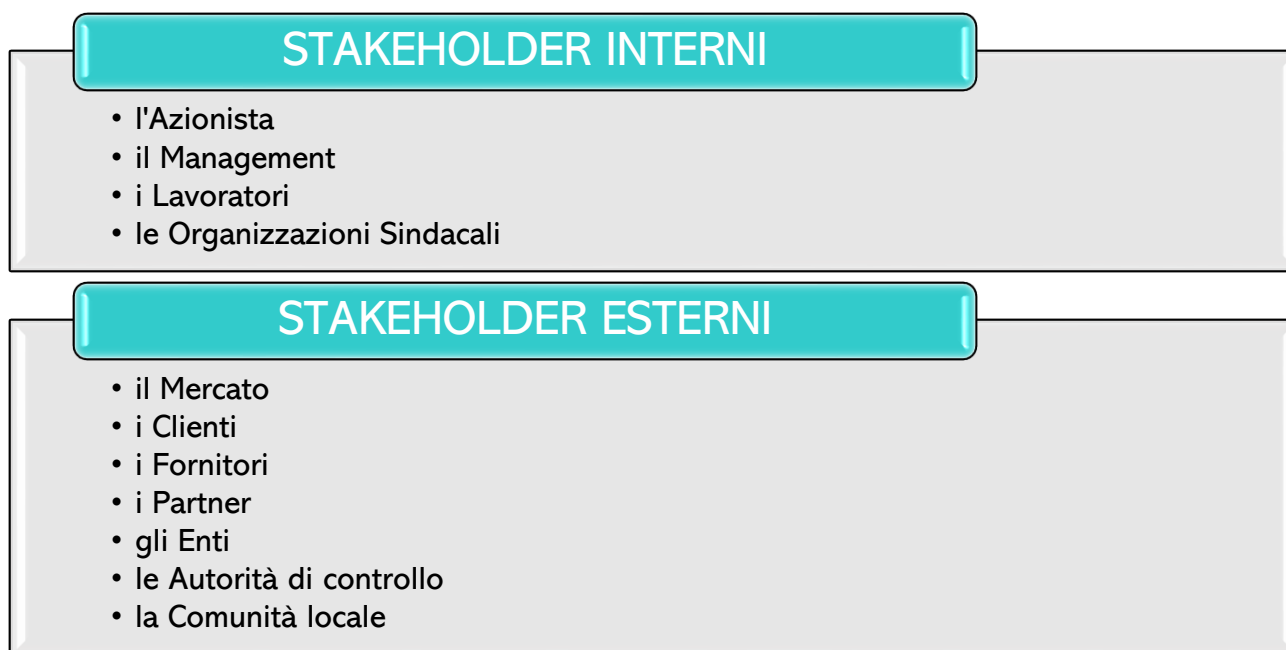 STAKEHOLDER INTERNI
• l'Azionista
• il Management
• i Lavoratori
• le Organizzazioni Sindacali
STAKEHOLDER ESTERNI
• il Mercato
• i Clienti
• i Fornitori
• i Partner
• gli Enti
• le Autorità di controllo
• la Comunità locale